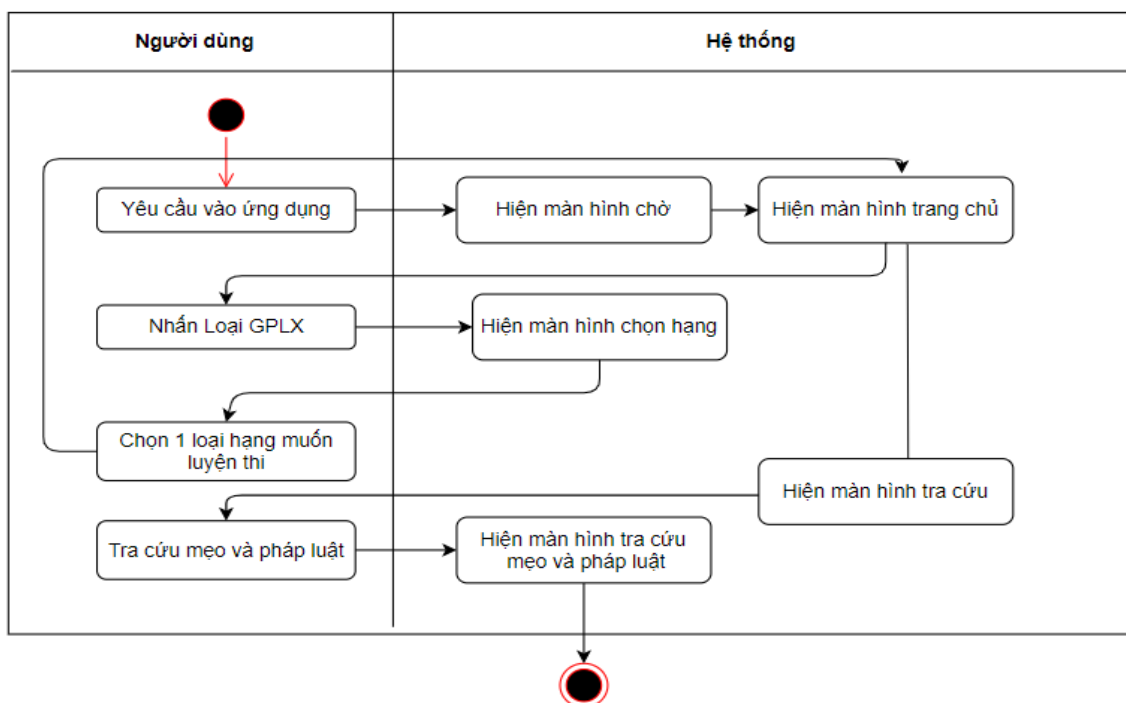 Người dùng
Hệ thống
Yêu cầu vào ứng dụng
Hiện màn hình chờ
Hiện màn hình trang chủ
Nhấn Loại GPLX
Hiện màn hình chọn hạng
Chọn 1 loại hạng muốn
luyện thi
Hiện màn hình tra cứu
Tra cứu mẹo và pháp luật
Hiện màn hình tra cứu
mẹo và pháp luật